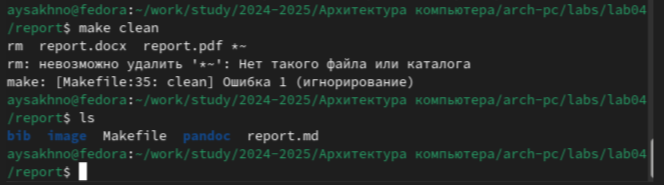 aysakhno@fedora:~/work/study/2024-2025/Архитектура компьютера/arch-pc/labs/lab04
/report$ make clean
rm  report.docx  report.pdf *~
rm: невозможно удалить '*~': Нет такого файла или каталога
make: [Makefile:35: clean] Ошибка 1 (игнорирование)
aysakhno@fedora:~/work/study/2024-2025/Архитектура компьютера/arch-pc/labs/lab04
/report$ ls
bib  image  Makefile  pandoc  report.md
aysakhno@fedora:~/work/study/2024-2025/Архитектура компьютера/arch-pc/labs/lab04
/report$